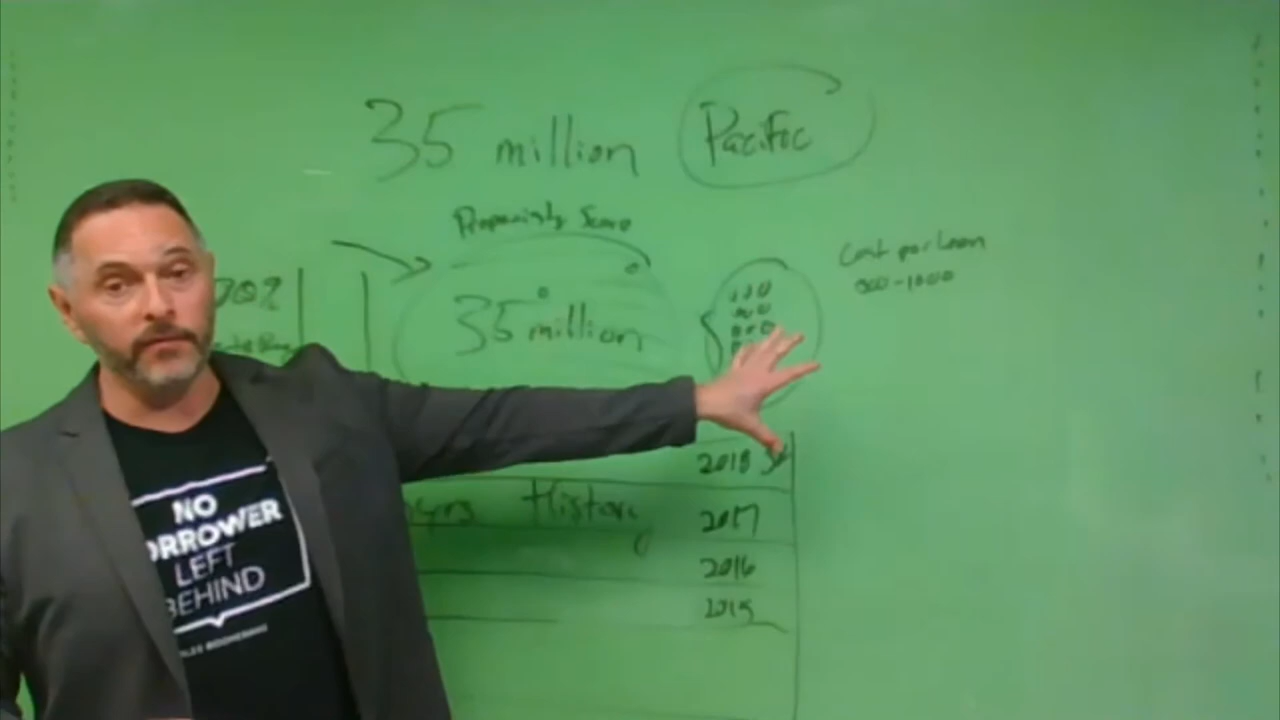 35 million Pacific
Propensity Score
Cost per Loan
35 million
2018
yrs History 2017
2016
2015
NO
ORROWER
LEFT
BEHIND